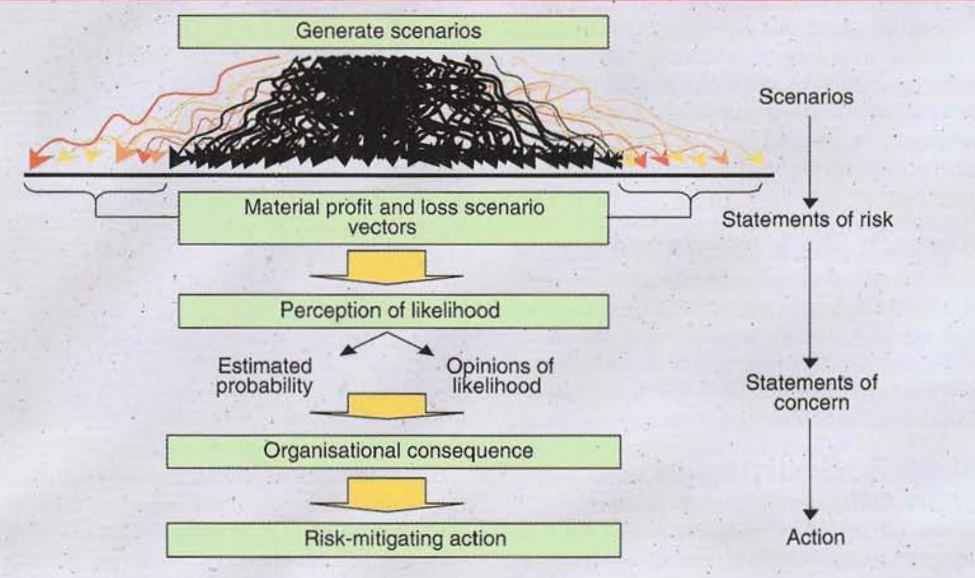 Generate scenarios
Scenarios
Material profit and loss scenario
vectors
Statements of risk
Perception of likelihood
Estimated
probability
Opinions of
likelihood
Statements of
concern
Organisational consequence
Risk-mitigating action
Action